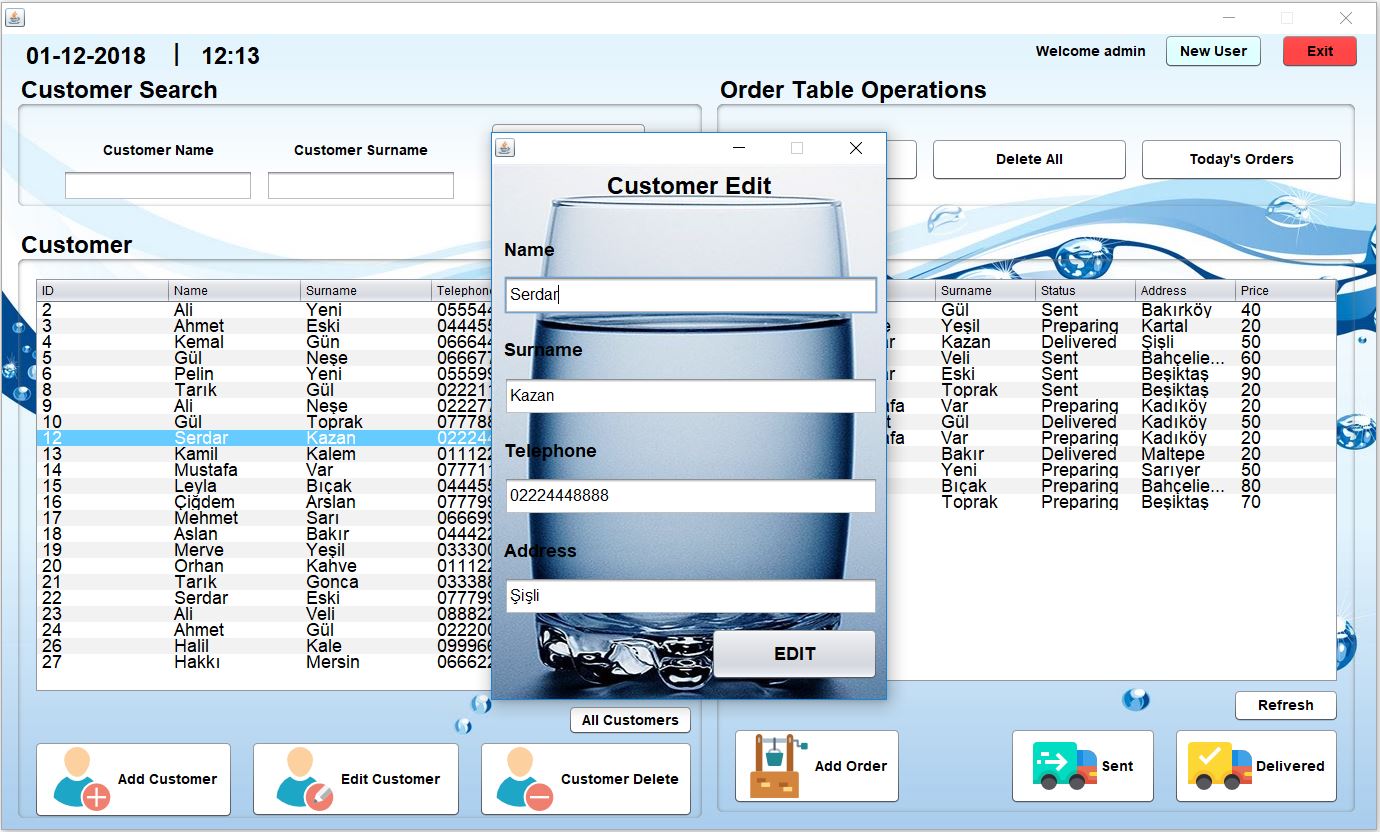 01-12-2018 | 12:13
Welcome admin
New User
Exit
Customer Search
Order Table Operations
Customer Name
Customer Surname
Delete All
Today's Orders
Customer
ID Name Surname Telephone
2 Ali Yeni 05554
3 Ahmet Eski 04445
4 Kemal Gün 06664
5 Gül Neşe 06667
6 Pelin Yeni 05559
8 Tarık Gül 02221
9 Ali Neşe 02227
10 Gül Toprak 07778
12 Serdar Kazan 02224
13 Kamil Kalem 01112
14 Mustafa Var 07771
15 Leyla Bıçak 04445
16 Çiğdem Arslan 07779
17 Mehmet Sarı 06669
18 Aslan Bakır 04442
19 Merve Yeşil 03330
20 Orhan Kahve 01112
21 Tarık Gonca 03338
22 Serdar Eski 07779
23 Ali Veli 08882
24 Ahmet Gül 02220
26 Halil Kale 09996
27 Hakkı Mersin 06662
Customer Edit
Name
Serdar
Surname
Kazan
Telephone
02224448888
Address
Şişli
EDIT
Surname Status Address Price
Gül Sent Bakırköy 40
Yeşil Preparing Kartal 20
Kazan Delivered Şişli 50
Veli Sent Bahçelie... 60
Eski Sent Beşiktaş 90
Toprak Sent Beşiktaş 20
Var Preparing Kadıköy 20
Gül Delivered Kadıköy 50
Var Preparing Kadıköy 20
Bakır Delivered Maltepe 20
Yeni Preparing Sarıyer 50
Bıçak Preparing Bahçelie... 80
Toprak Preparing Beşiktaş 70
All Customers
Refresh
Add Customer
Edit Customer
Customer Delete
Add Order
Sent
Delivered